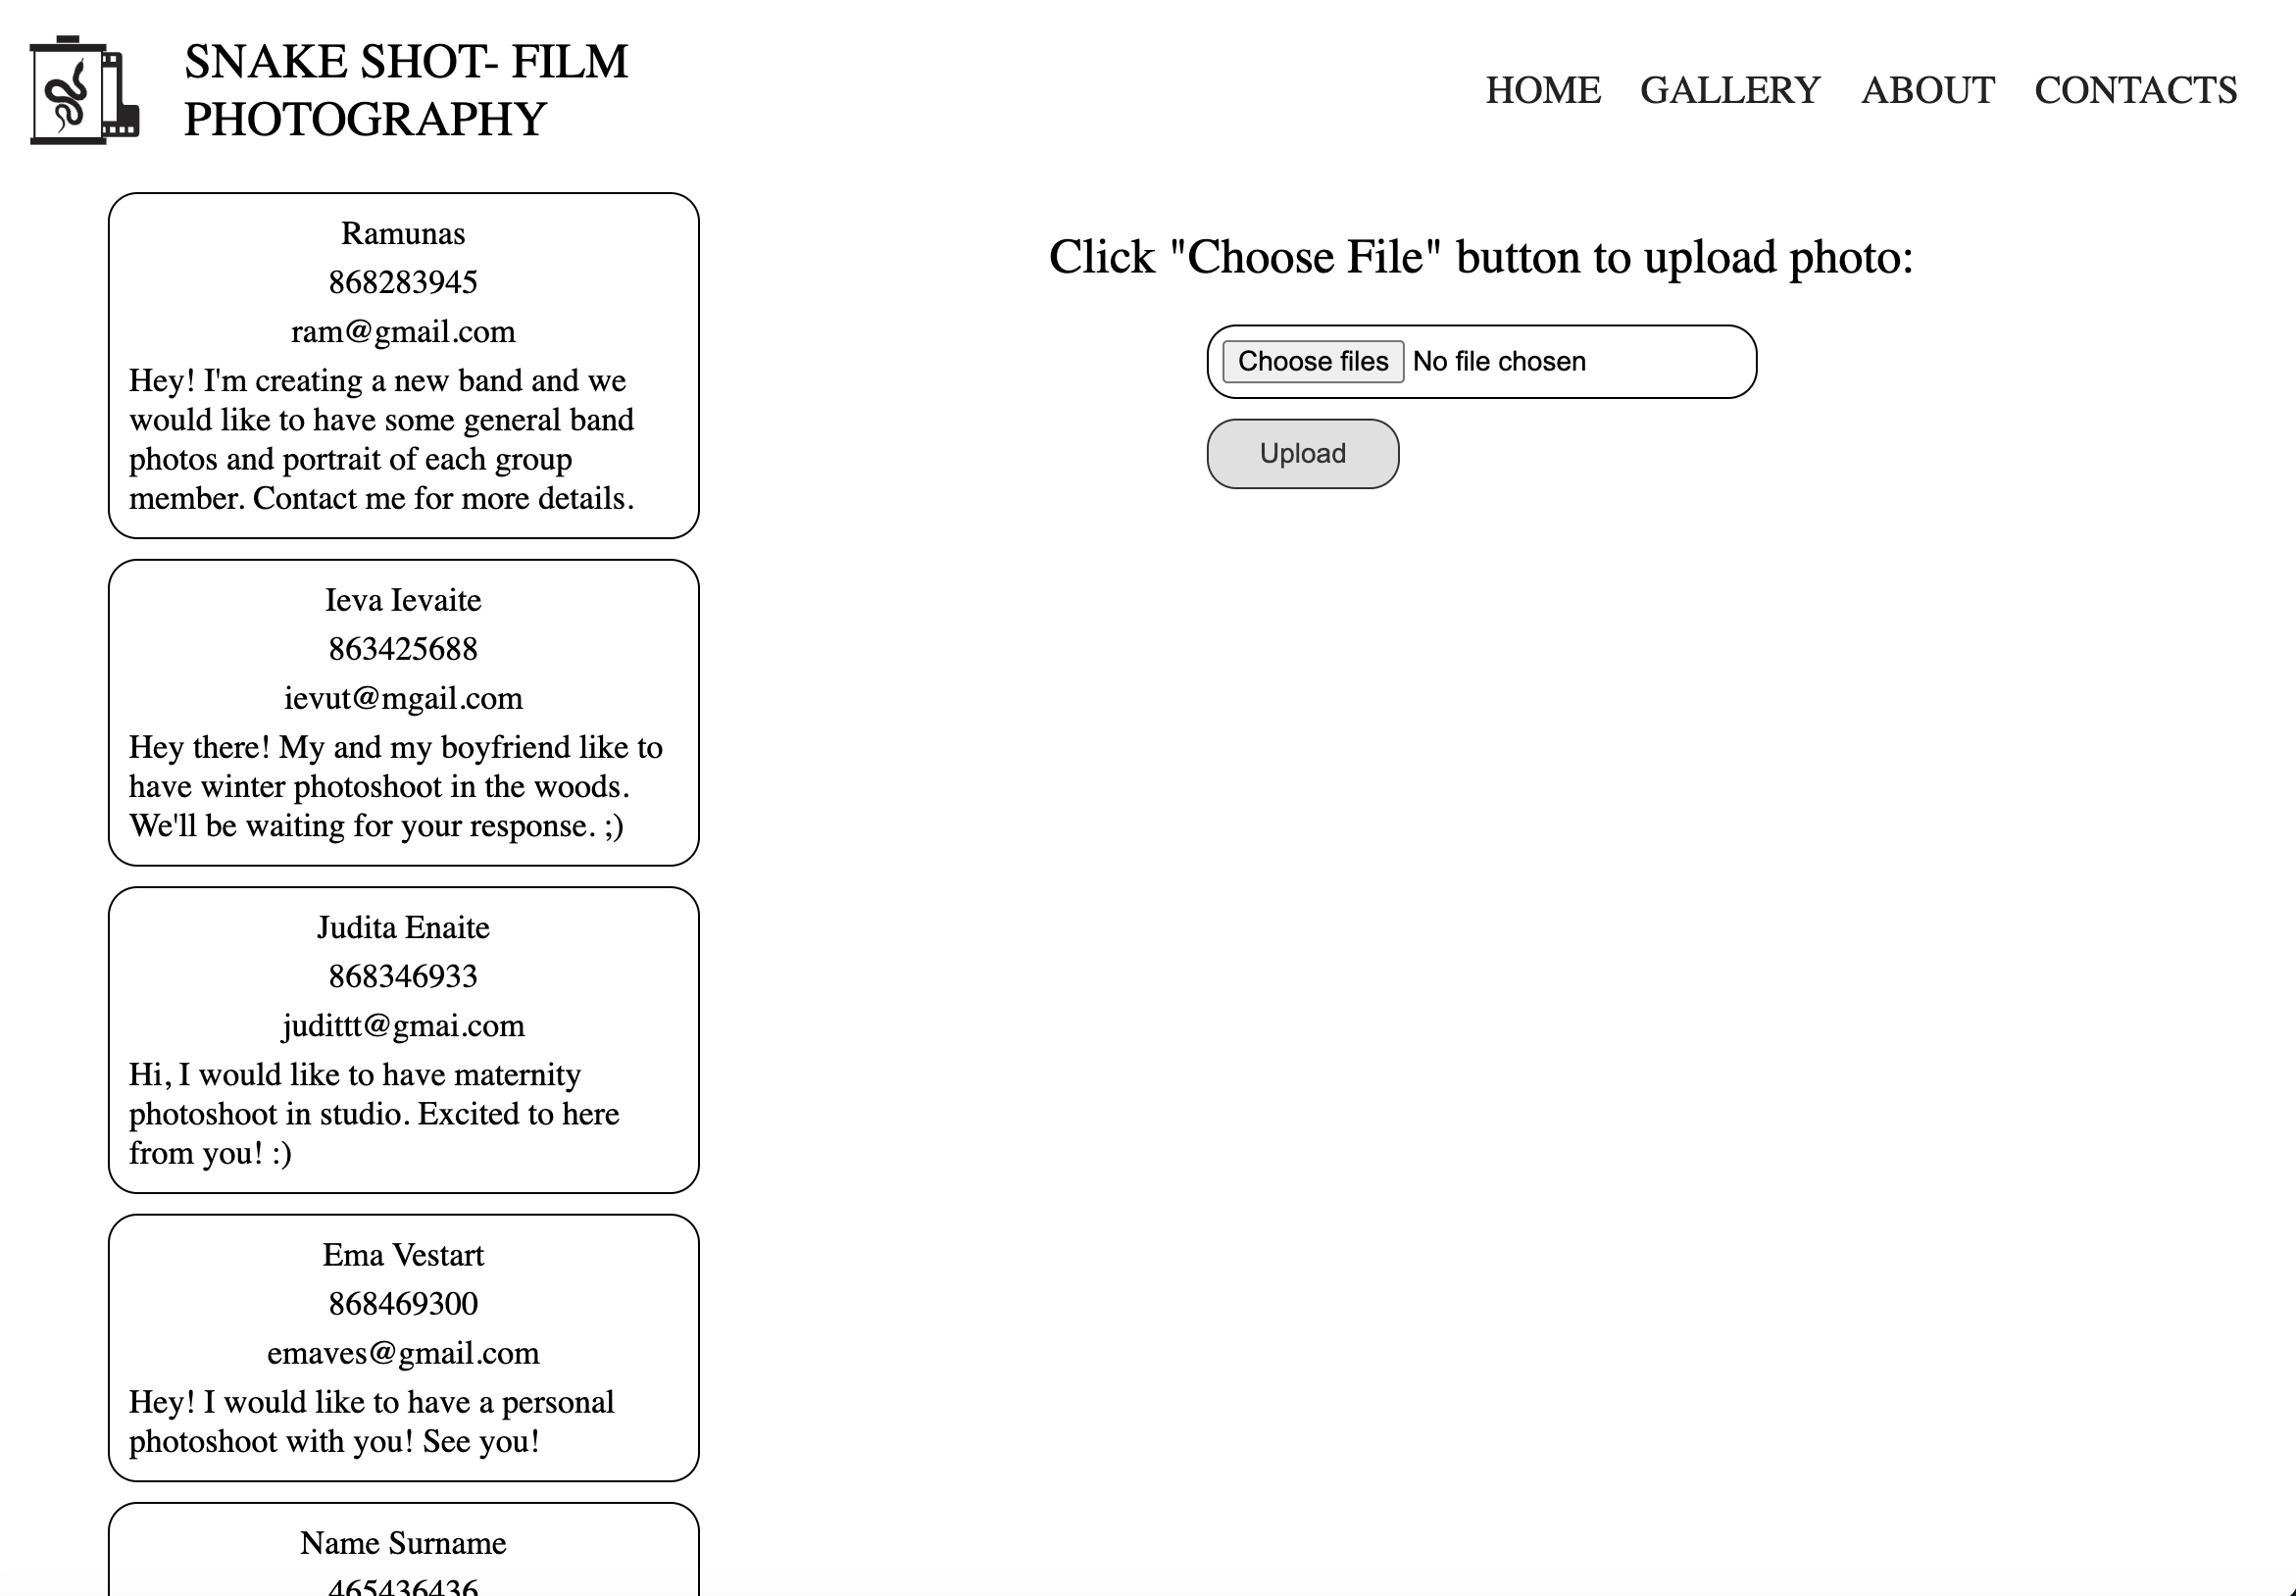 SNAKE SHOT- FILM
PHOTOGRAPHY
HOME GALLERY ABOUT CONTACTS
Ramunas
868283945
ram@gmail.com
Hey! I'm creating a new band and we
would like to have some general band
photos and portrait of each group
member. Contact me for more details.
Ieva Ievaite
863425688
ievut@mgail.com
Hey there! My and my boyfriend like to
have winter photoshoot in the woods.
We'll be waiting for your response. ;)
Judita Enaite
868346933
judittt@gmai.com
Hi, I would like to have maternity
photoshoot in studio. Excited to here
from you! :)
Ema Vestart
868469300
emaves@gmail.com
Hey! I would like to have a personal
photoshoot with you! See you!
Name Surname
465436436
Click "Choose File" button to upload photo:
Choose files No file chosen
Upload